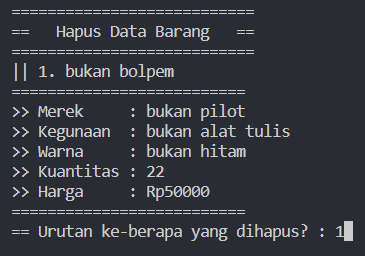 ===========================
==   Hapus Data Barang   ==
===========================
|| 1. bukan bolpem
==========================
>> Merek     : bukan pilot
>> Kegunaan  : bukan alat tulis
>> Warna     : bukan hitam
>> Kuantitas : 22
>> Harga     : Rp50000
==========================
== Urutan ke-berapa yang dihapus? : 1